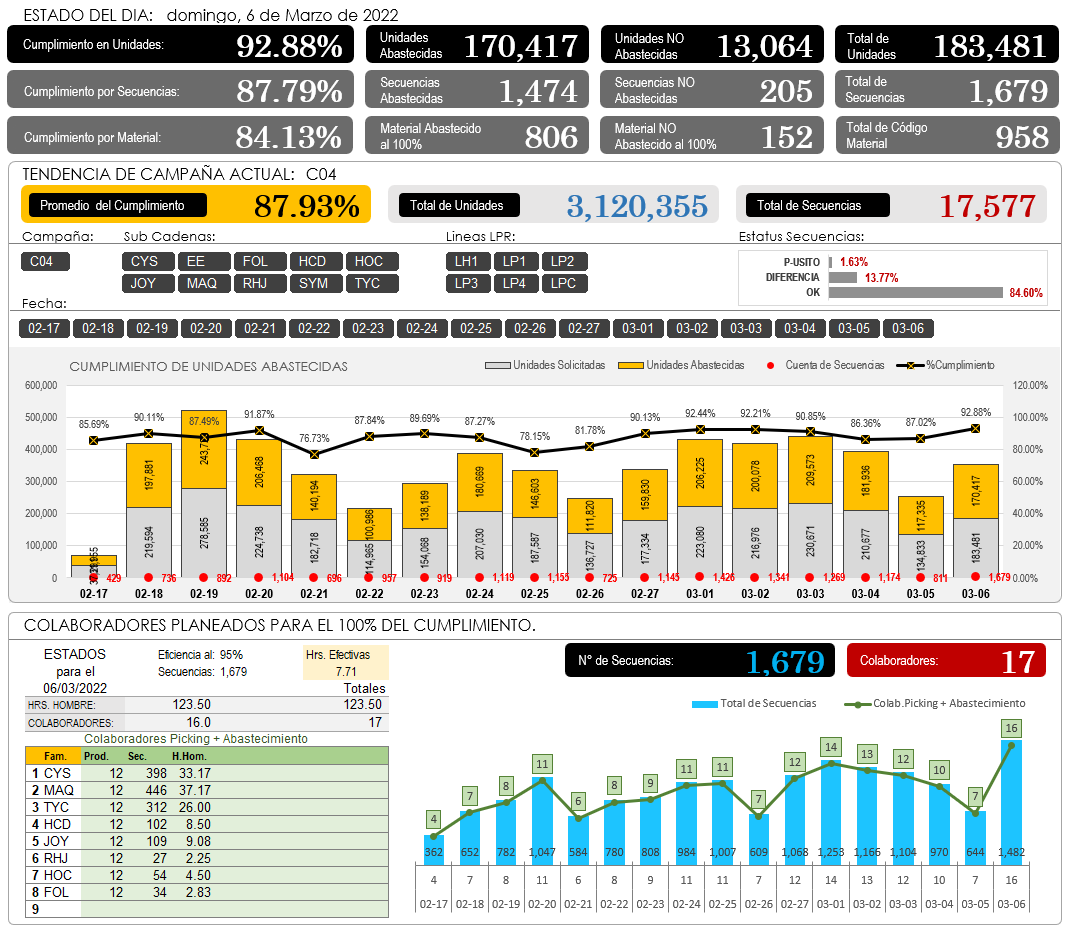 ESTADO DEL DIA: domingo, 6 de Marzo de 2022
Cumplimiento en Unidades: 92.88% Unidades Abastecidas 170,417 Unidades NO Abastecidas 13,064 Total de Unidades 183,481
Cumplimiento por Secuencias: 87.79% Secuencias Abastecidas 1,474 Secuencias NO Abastecidas 205 Total de Secuencias 1,679
Cumplimiento por Material: 84.13% Material Abastecido al 100% 806 Material NO Abastecido al 100% 152 Total de Código Material 958
TENDENCIA DE CAMPAÑA ACTUAL: C04
Promedio del Cumplimiento 87.93% Total de Unidades 3,120,355 Total de Secuencias 17,577
Campaña: Sub Cadenas: Lineas LPR: Estatus Secuencias:
C04 CYS EE FOL HCD HOC LH1 LP1 LP2
JOY MAQ RHJ SYM TYC LP3 LP4 LPC
P-USITO 1.63%
DIFERENCIA 13.77%
OK 84.60%
Fecha:
02-17 02-18 02-19 02-20 02-21 02-22 02-23 02-24 02-25 02-26 02-27 03-01 03-02 03-03 03-04 03-05 03-06
CUMPLIMIENTO DE UNIDADES ABASTECIDAS
Unidades Solicitadas Unidades Abastecidas Cuenta de Secuencias %Cumplimiento
600,000 500,000 400,000 300,000 200,000 100,000 0
120.00% 100.00% 80.00% 60.00% 40.00% 20.00% 0.00%
85.69% 90.11% 87.49% 91.87% 76.73% 87.84% 89.69% 87.27% 78.15% 81.78% 90.13% 92.44% 92.21% 90.85% 86.36% 87.02% 92.88%
197,881 206,468 140,194 100,986 138,189 180,669 146,603 111,820 159,830 206,225 200,078 209,573 181,936 117,335 170,417
219,594 278,585 224,738 182,718 114,965 154,068 207,030 187,587 136,727 177,334 223,080 216,976 230,671 210,677 134,833 183,481
429 736 892 1,104 696 957 919 1,119 1,155 725 1,145 1,426 1,341 1,269 1,174 811 1,679
02-17 02-18 02-19 02-20 02-21 02-22 02-23 02-24 02-25 02-26 02-27 03-01 03-02 03-03 03-04 03-05 03-06
COLABORADORES PLANEADOS PARA EL 100% DEL CUMPLIMIENTO.
ESTADOS Eficiencia al: 95% Hrs. Efectivas
para el Secuencias: 1,679 7.71
06/03/2022 Totales
HRS. HOMBRE: 123.50 123.50
COLABORADORES: 16.0 17
Colaboradores Picking + Abastecimiento
Fam. Prod. Sec. H.Hom.
1 CYS 12 398 33.17
2 MAQ 12 446 37.17
3 TYC 12 312 26.00
4 HCD 12 102 8.50
5 JOY 12 109 9.08
6 RHJ 12 27 2.25
7 HOC 12 54 4.50
8 FOL 12 34 2.83
9
N° de Secuencias: 1,679 Colaboradores: 17
Total de Secuencias Colab.Picking + Abastecimiento
4 7 8 11 6 8 9 11 11 7 12 14 13 12 10 7 16
362 652 782 1,047 584 780 808 984 1,007 609 1,068 1,253 1,166 1,104 970 644 1,482
4 7 8 11 6 8 9 11 11 7 12 14 13 12 10 7 16
02-17 02-18 02-19 02-20 02-21 02-22 02-23 02-24 02-25 02-26 02-27 03-01 03-02 03-03 03-04 03-05 03-06